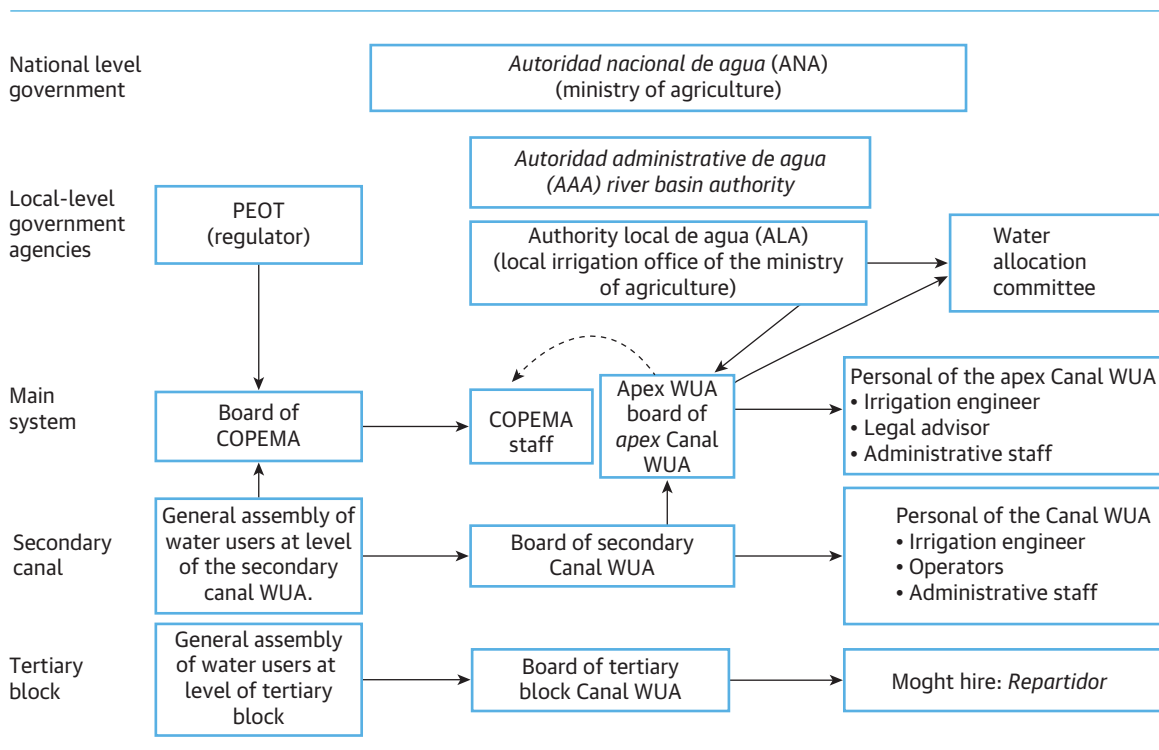 National level
government
Autoridad nacional de agua (ANA)
(ministry of agriculture)
Autoridad administrative de agua
(AAA) river basin authority
Local-level
government
agencies
PEOT
(regulator)
Authority local de agua (ALA)
(local irrigation office of the ministry
of agriculture)
Water
allocation
committee
Main
system
Board of
COPEMA
COPEMA
staff
Apex WUA
board of
apex Canal
WUA
Personal of the apex Canal WUA
• Irrigation engineer
• Legal advisor
• Administrative staff
Secondary
canal
General assembly of
water users at level
of the secondary
canal WUA.
Board of secondary
Canal WUA
Personal of the Canal WUA
• Irrigation engineer
• Operators
• Administrative staff
Tertiary
block
General assembly
of water users at
level of tertiary
block
Board of tertiary
block Canal WUA
Moght hire: Repartidor